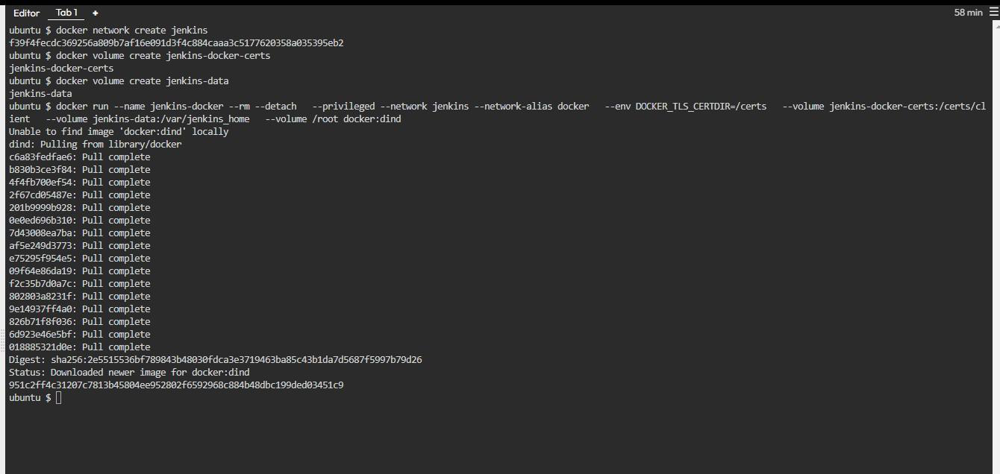 Editor Tab 1 + 58 min
ubuntu $ docker network create jenkins
f39f4fecdc369256a809b7af16e091d3f4c884caaa3c5177620358a035395eb2
ubuntu $ docker volume create jenkins-docker-certs
jenkins-docker-certs
ubuntu $ docker volume create jenkins-data
jenkins-data
ubuntu $ docker run --name jenkins-docker --rm --detach   --privileged --network jenkins --network-alias docker   --env DOCKER_TLS_CERTDIR=/certs   --volume jenkins-docker-certs:/certs/cl
ient   --volume jenkins-data:/var/jenkins_home   --volume /root docker:dind
Unable to find image 'docker:dind' locally
dind: Pulling from library/docker
c6a83fedfae6: Pull complete
b830b3ce3f84: Pull complete
4f4fb700ef54: Pull complete
2f67cd05487e: Pull complete
201b9999b928: Pull complete
0e0ed696b310: Pull complete
7d43008ea7ba: Pull complete
af5e249d3773: Pull complete
e75295f954e5: Pull complete
09f64e86da19: Pull complete
f2c35b7d0a7c: Pull complete
802803a8231f: Pull complete
9e14937ff4a0: Pull complete
826b71f8f036: Pull complete
6d923e46e5bf: Pull complete
018885321d0e: Pull complete
Digest: sha256:2e5515536bf789843b48030fdca3e3719463ba85c43b1da7d5687f5997b79d26
Status: Downloaded newer image for docker:dind
951c2ff4c31207c7813b45804ee952802f6592968c884b48dbc199ded03451c9
ubuntu $